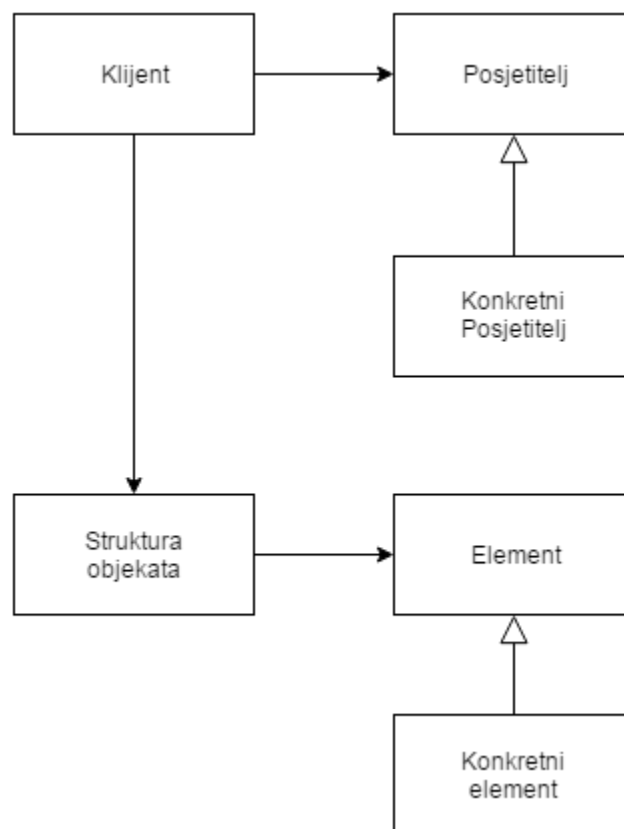 Klijent
Posjetitelj
Konkretni
Posjetitelj
Struktura
objekata
Element
Konkretni
element